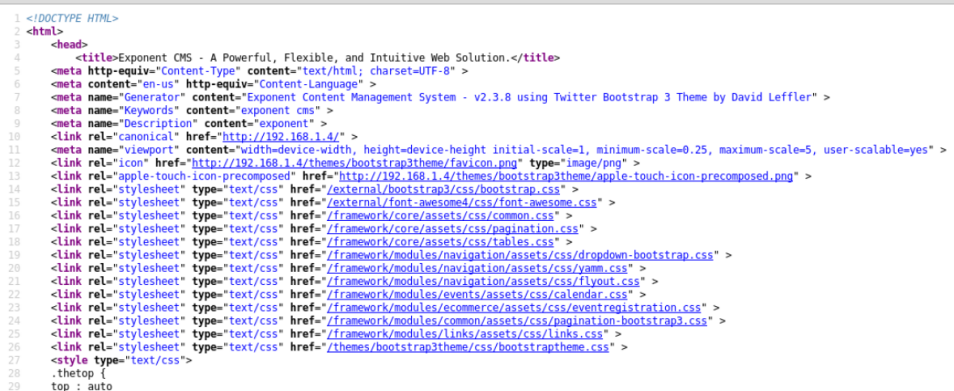 1 <!DOCTYPE HTML>
2 <html>
3 <head>
4 <title>Exponent CMS - A Powerful, Flexible, and Intuitive Web Solution.</title>
5 <meta http-equiv="Content-Type" content="text/html; charset=UTF-8" >
6 <meta content="en-us" http-equiv="Content-Language" >
7 <meta name="Generator" content="Exponent Content Management System - v2.3.8 using Twitter Bootstrap 3 Theme by David Leffler" >
8 <meta name="Keywords" content="exponent cms" >
9 <meta name="Description" content="exponent" >
10 <link rel="canonical" href="http://192.168.1.4/" >
11 <meta name="viewport" content="width=device-width, height=device-height initial-scale=1, minimum-scale=0.25, maximum-scale=5, user-scalable=yes" >
12 <link rel="icon" href="http://192.168.1.4/themes/bootstrap3theme/favicon.png" type="image/png" >
13 <link rel="apple-touch-icon-precomposed" href="http://192.168.1.4/themes/bootstrap3theme/apple-touch-icon-precomposed.png" >
14 <link rel="stylesheet" type="text/css" href="/external/bootstrap3/css/bootstrap.css" >
15 <link rel="stylesheet" type="text/css" href="/external/font-awesome4/css/font-awesome.css" >
16 <link rel="stylesheet" type="text/css" href="/framework/core/assets/css/common.css" >
17 <link rel="stylesheet" type="text/css" href="/framework/core/assets/css/pagination.css" >
18 <link rel="stylesheet" type="text/css" href="/framework/core/assets/css/tables.css" >
19 <link rel="stylesheet" type="text/css" href="/framework/modules/navigation/assets/css/dropdown-bootstrap.css" >
20 <link rel="stylesheet" type="text/css" href="/framework/modules/navigation/assets/css/yamm.css" >
21 <link rel="stylesheet" type="text/css" href="/framework/modules/navigation/assets/css/flyout.css" >
22 <link rel="stylesheet" type="text/css" href="/framework/modules/events/assets/css/calendar.css" >
23 <link rel="stylesheet" type="text/css" href="/framework/modules/ecommerce/assets/css/eventregistration.css" >
24 <link rel="stylesheet" type="text/css" href="/framework/modules/common/assets/css/pagination-bootstrap3.css" >
25 <link rel="stylesheet" type="text/css" href="/framework/modules/links/assets/css/links.css" >
26 <link rel="stylesheet" type="text/css" href="/themes/bootstrap3theme/css/bootstraptheme.css" >
27 <style type="text/css">
28 .thetop {
29 top : auto